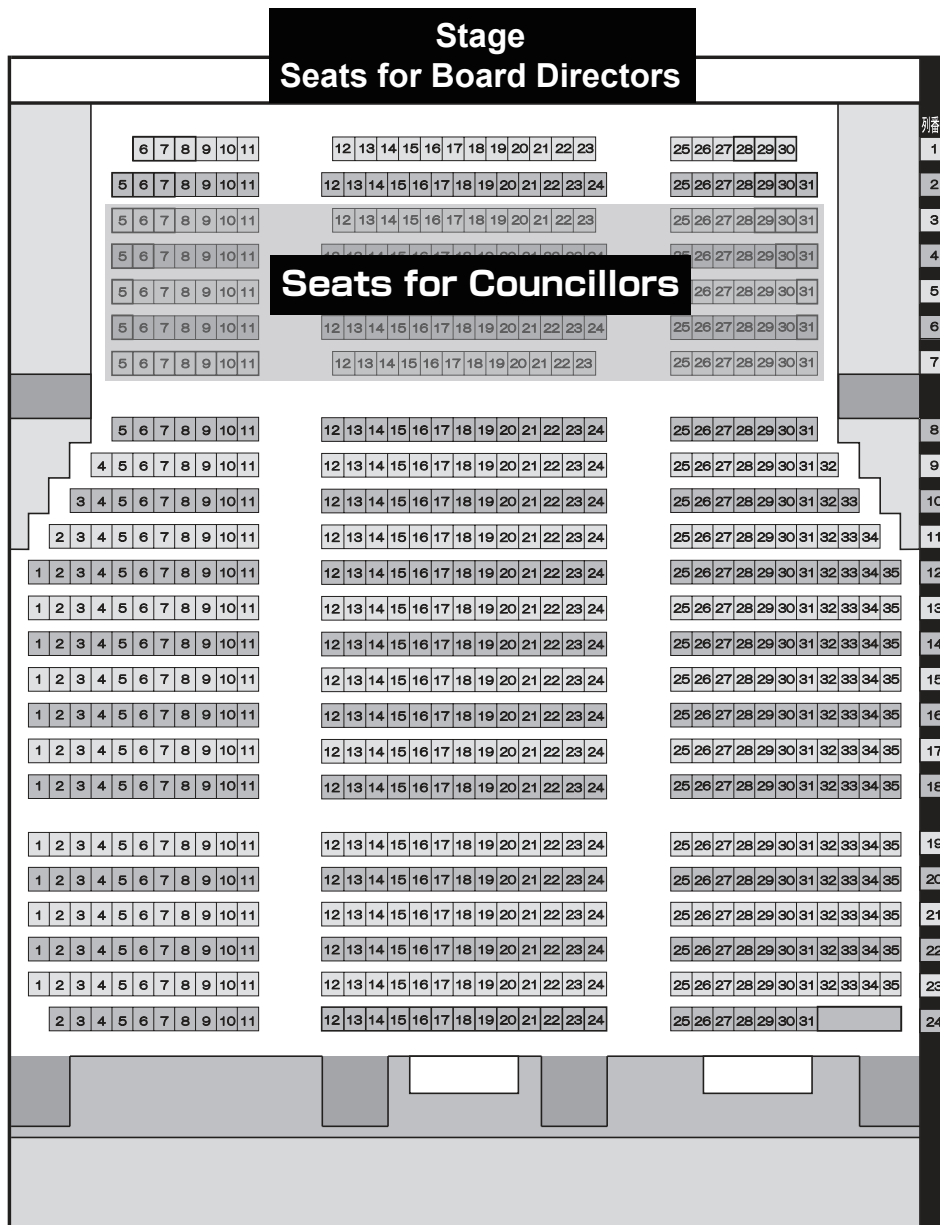 Stage
Seats for Board Directors
列番
6 7 8 9 10 11 12 13 14 15 16 17 18 19 20 21 22 23 25 26 27 28 29 30 1
5 6 7 8 9 10 11 12 13 14 15 16 17 18 19 20 21 22 23 24 25 26 27 28 29 30 31 2
5 6 7 8 9 10 11 12 13 14 15 16 17 18 19 20 21 22 23 25 26 27 28 29 30 31 3
5 6 7 8 9 10 11 26 27 28 29 30 31 4
Seats for Councillors
5 6 7 8 9 10 11 26 27 28 29 30 31 5
5 6 7 8 9 10 11 12 13 14 15 16 17 18 19 20 21 22 23 24 25 26 27 28 29 30 31 6
5 6 7 8 9 10 11 12 13 14 15 16 17 18 19 20 21 22 23 25 26 27 28 29 30 31 7
5 6 7 8 9 10 11 12 13 14 15 16 17 18 19 20 21 22 23 24 25 26 27 28 29 30 31 8
4 5 6 7 8 9 10 11 12 13 14 15 16 17 18 19 20 21 22 23 24 25 26 27 28 29 30 31 32 9
3 4 5 6 7 8 9 10 11 12 13 14 15 16 17 18 19 20 21 22 23 24 25 26 27 28 29 30 31 32 33 10
2 3 4 5 6 7 8 9 10 11 12 13 14 15 16 17 18 19 20 21 22 23 24 25 26 27 28 29 30 31 32 33 34 11
1 2 3 4 5 6 7 8 9 10 11 12 13 14 15 16 17 18 19 20 21 22 23 24 25 26 27 28 29 30 31 32 33 34 35 12
1 2 3 4 5 6 7 8 9 10 11 12 13 14 15 16 17 18 19 20 21 22 23 24 25 26 27 28 29 30 31 32 33 34 35 13
1 2 3 4 5 6 7 8 9 10 11 12 13 14 15 16 17 18 19 20 21 22 23 24 25 26 27 28 29 30 31 32 33 34 35 14
1 2 3 4 5 6 7 8 9 10 11 12 13 14 15 16 17 18 19 20 21 22 23 24 25 26 27 28 29 30 31 32 33 34 35 15
1 2 3 4 5 6 7 8 9 10 11 12 13 14 15 16 17 18 19 20 21 22 23 24 25 26 27 28 29 30 31 32 33 34 35 16
1 2 3 4 5 6 7 8 9 10 11 12 13 14 15 16 17 18 19 20 21 22 23 24 25 26 27 28 29 30 31 32 33 34 35 17
1 2 3 4 5 6 7 8 9 10 11 12 13 14 15 16 17 18 19 20 21 22 23 24 25 26 27 28 29 30 31 32 33 34 35 18
1 2 3 4 5 6 7 8 9 10 11 12 13 14 15 16 17 18 19 20 21 22 23 24 25 26 27 28 29 30 31 32 33 34 35 19
1 2 3 4 5 6 7 8 9 10 11 12 13 14 15 16 17 18 19 20 21 22 23 24 25 26 27 28 29 30 31 32 33 34 35 20
1 2 3 4 5 6 7 8 9 10 11 12 13 14 15 16 17 18 19 20 21 22 23 24 25 26 27 28 29 30 31 32 33 34 35 21
1 2 3 4 5 6 7 8 9 10 11 12 13 14 15 16 17 18 19 20 21 22 23 24 25 26 27 28 29 30 31 32 33 34 35 22
1 2 3 4 5 6 7 8 9 10 11 12 13 14 15 16 17 18 19 20 21 22 23 24 25 26 27 28 29 30 31 32 33 34 35 23
2 3 4 5 6 7 8 9 10 11 12 13 14 15 16 17 18 19 20 21 22 23 24 25 26 27 28 29 30 31 24